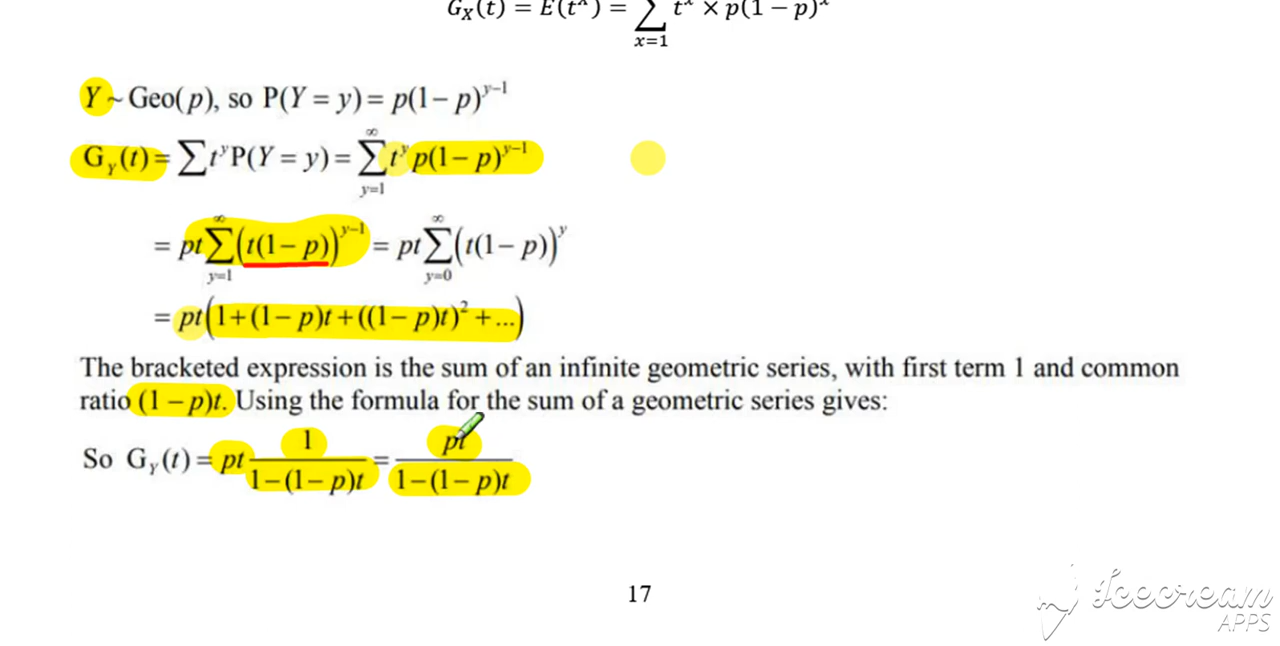 Gₓ(t) = E(tˣ) = ∑ₓ₌₁ tˣ × p(1 − p)ˣ
Y ~ Geo(p), so P(Y = y) = p(1 − p)^{y−1}
G_Y(t) = ∑ t^y P(Y = y) = ∑_{y=1}^{∞} t^y p(1 − p)^{y−1}
= pt ∑_{y=1}^{∞} (t(1 − p))^{y−1} = pt ∑_{y=0}^{∞} (t(1 − p))^y
= pt(1 + (1 − p)t + ((1 − p)t)² + ...)
The bracketed expression is the sum of an infinite geometric series, with first term 1 and common
ratio (1 − p)t. Using the formula for the sum of a geometric series gives:
So G_Y(t) = pt 1/(1 − (1 − p)t) = pt/(1 − (1 − p)t)
17
Icecream
APPS